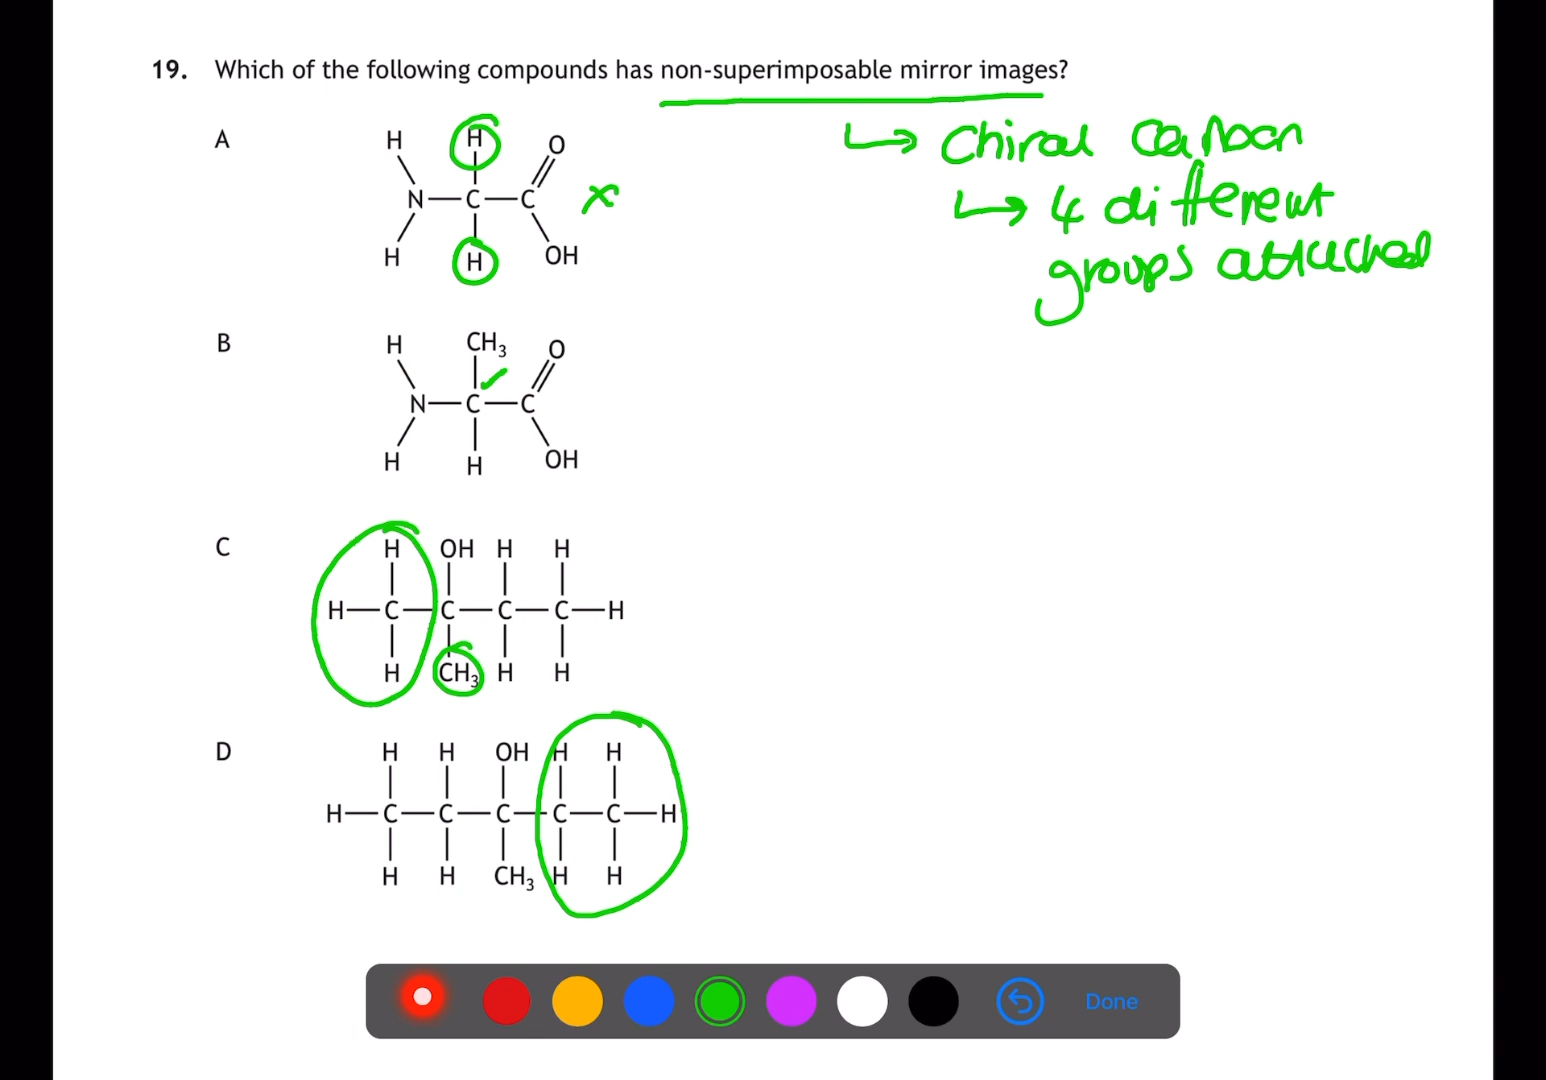 19. Which of the following compounds has non-superimposable mirror images?
↳ Chiral Carbon
↳ 4 different
groups attached
A
H H O
N—C—C
H H OH
x
B
H CH₃ O
N—C—C
H H OH
C
H OH H H
H—C—C—C—C—H
H CH₃ H H
D
H H OH H H
H—C—C—C—C—C—H
H H CH₃ H H
Done